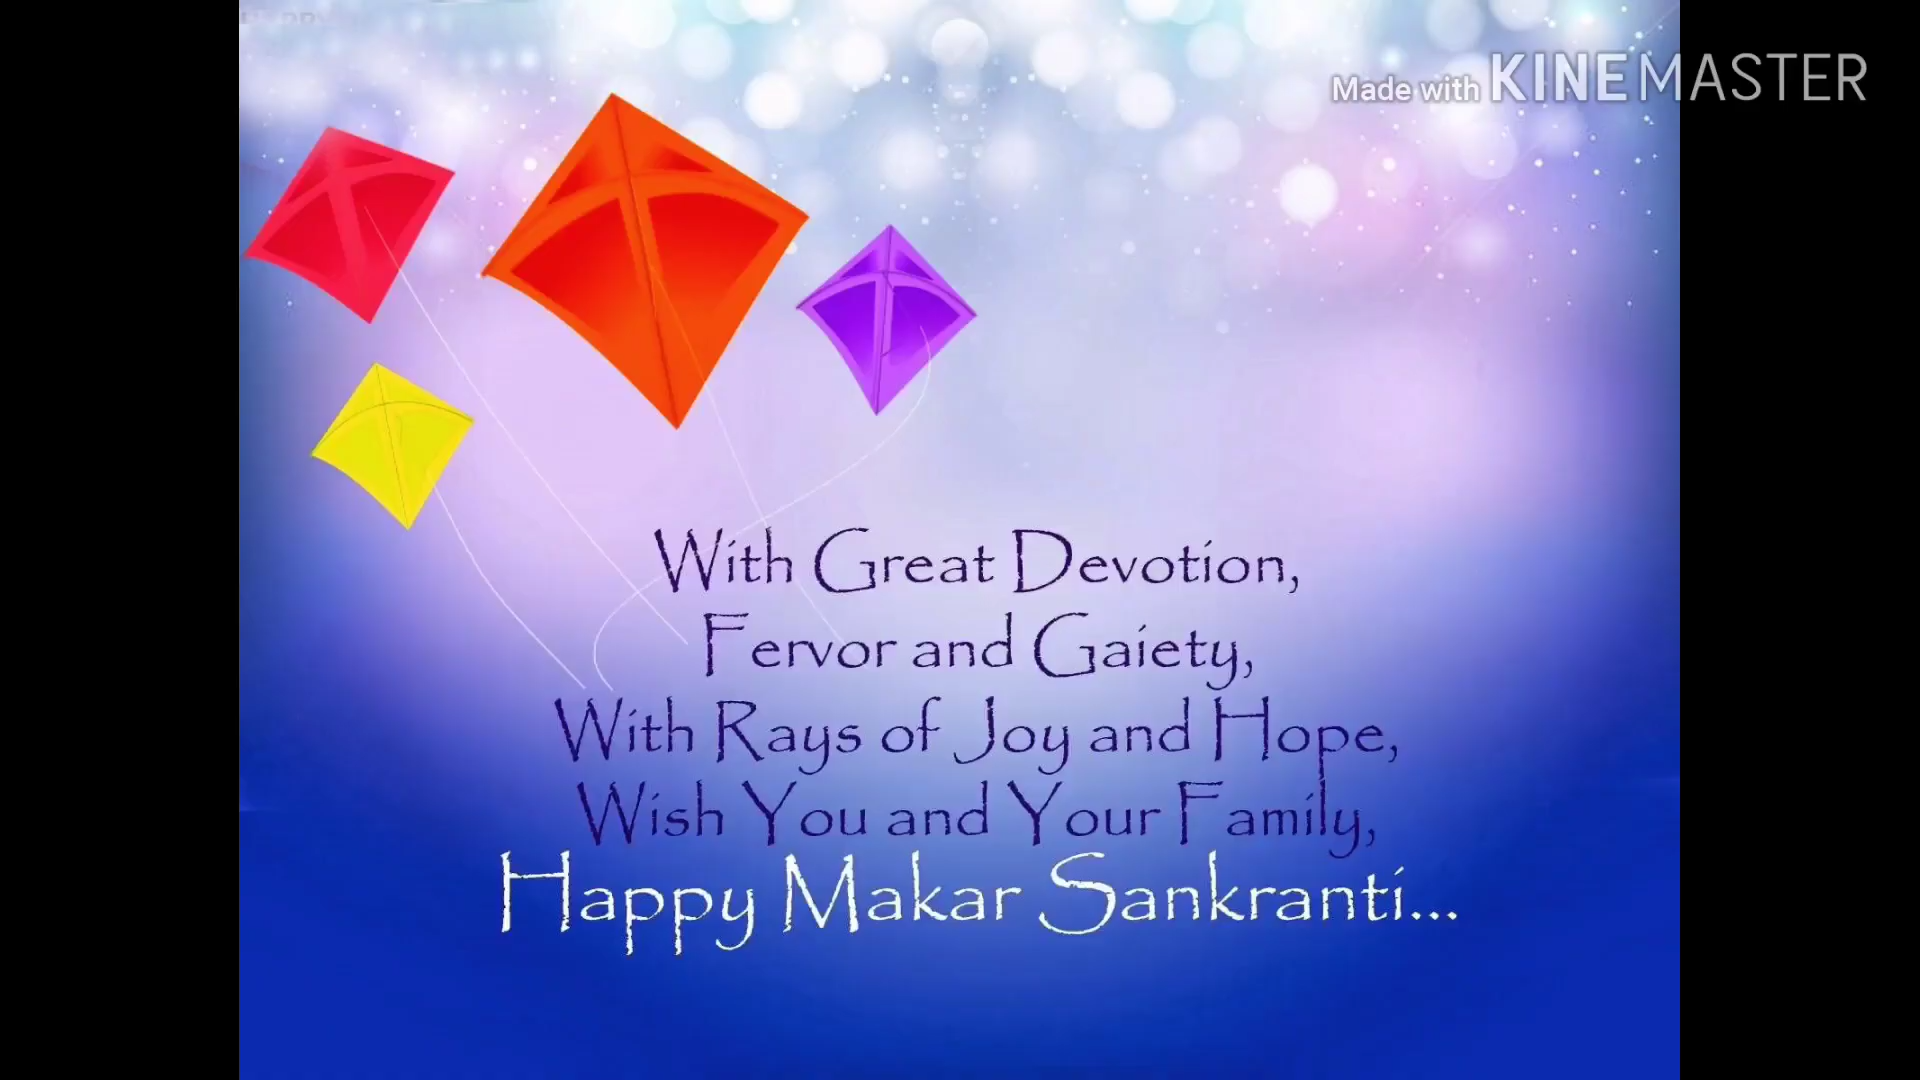 Made with KINEMASTER
With Great Devotion,
Fervor and Gaiety,
With Rays of Joy and Hope,
Wish You and Your Family,
Happy Makar Sankranti...